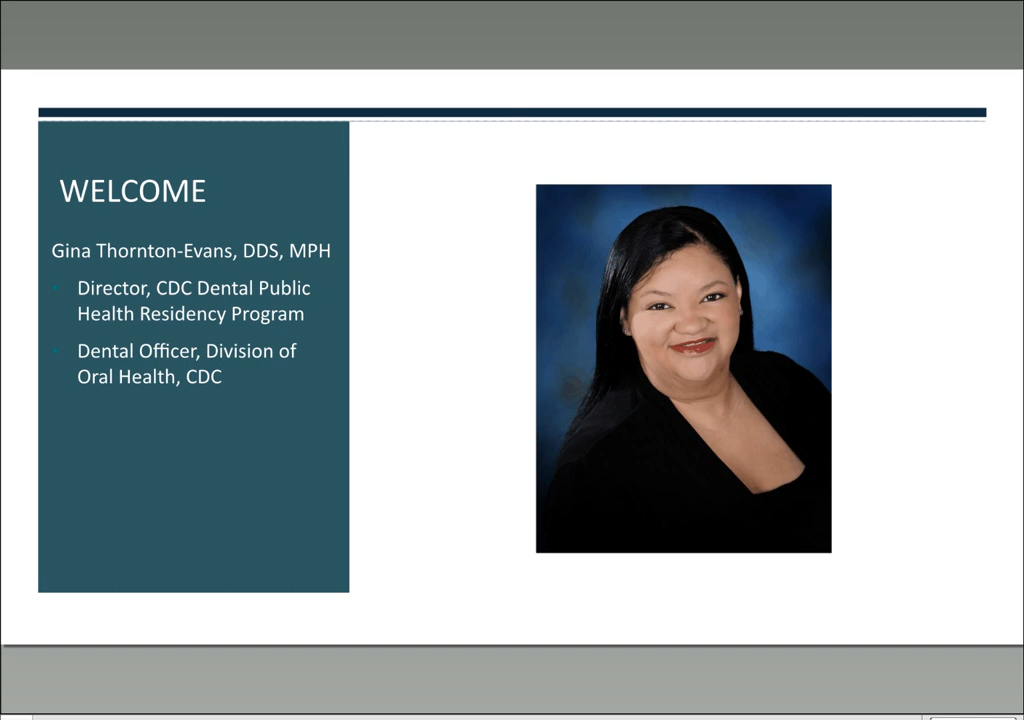 WELCOME
Gina Thornton-Evans, DDS, MPH
Director, CDC Dental Public
Health Residency Program
Dental Officer, Division of
Oral Health, CDC